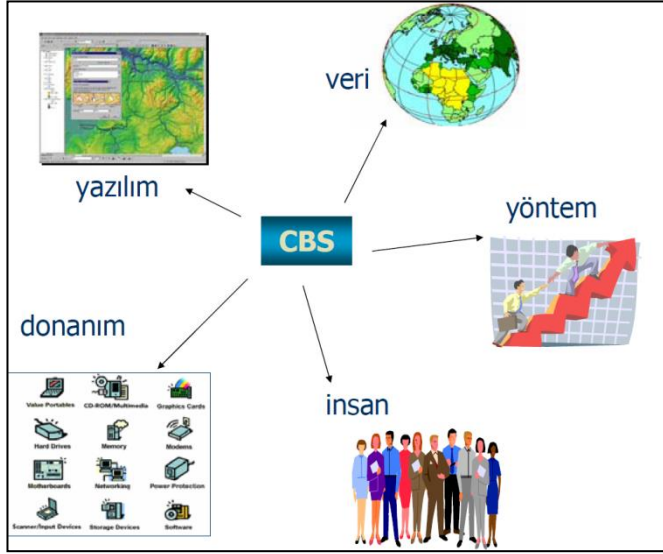 veri
yazılım
CBS
yöntem
donanım
insan
Value Portables
CD-ROM/Multimedia
Graphics Cards
Hard Drives
Memory
Modems
Motherboards
Networking
Power Protection
Scanner/Input Devices
Storage Devices
Software